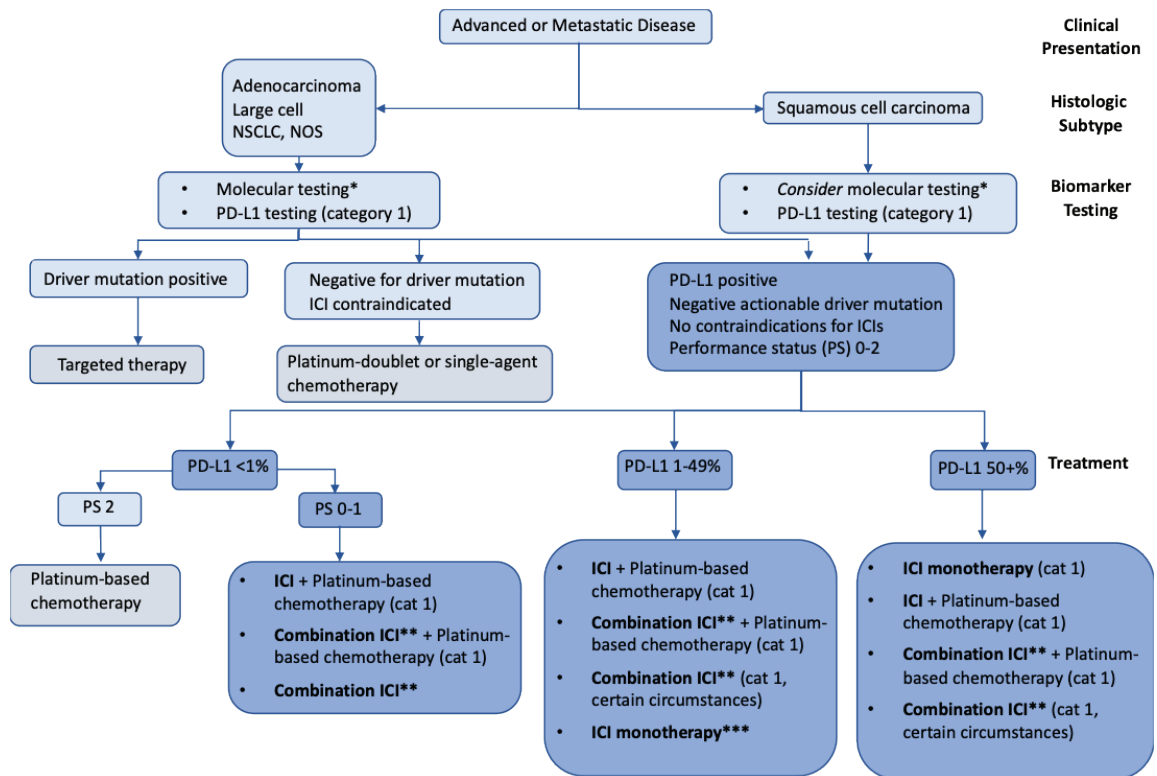 Advanced or Metastatic Disease
Clinical
Presentation
Adenocarcinoma
Large cell
NSCLC, NOS
Squamous cell carcinoma
Histologic
Subtype
• Molecular testing*
• PD-L1 testing (category 1)
• Consider molecular testing*
• PD-L1 testing (category 1)
Biomarker
Testing
Driver mutation positive
Negative for driver mutation
ICI contraindicated
PD-L1 positive
Negative actionable driver mutation
No contraindications for ICIs
Performance status (PS) 0-2
Targeted therapy
Platinum-doublet or single-agent
chemotherapy
PD-L1 <1%
PD-L1 1-49%
PD-L1 50+%
Treatment
PS 2
PS 0-1
Platinum-based
chemotherapy
• ICI + Platinum-based
chemotherapy (cat 1)
• Combination ICI** + Platinum-
based chemotherapy (cat 1)
• Combination ICI**
• ICI + Platinum-based
chemotherapy (cat 1)
• Combination ICI** + Platinum-
based chemotherapy (cat 1)
• Combination ICI** (cat 1,
certain circumstances)
• ICI monotherapy***
• ICI monotherapy (cat 1)
• ICI + Platinum-based
chemotherapy (cat 1)
• Combination ICI** + Platinum-
based chemotherapy (cat 1)
• Combination ICI** (cat 1,
certain circumstances)